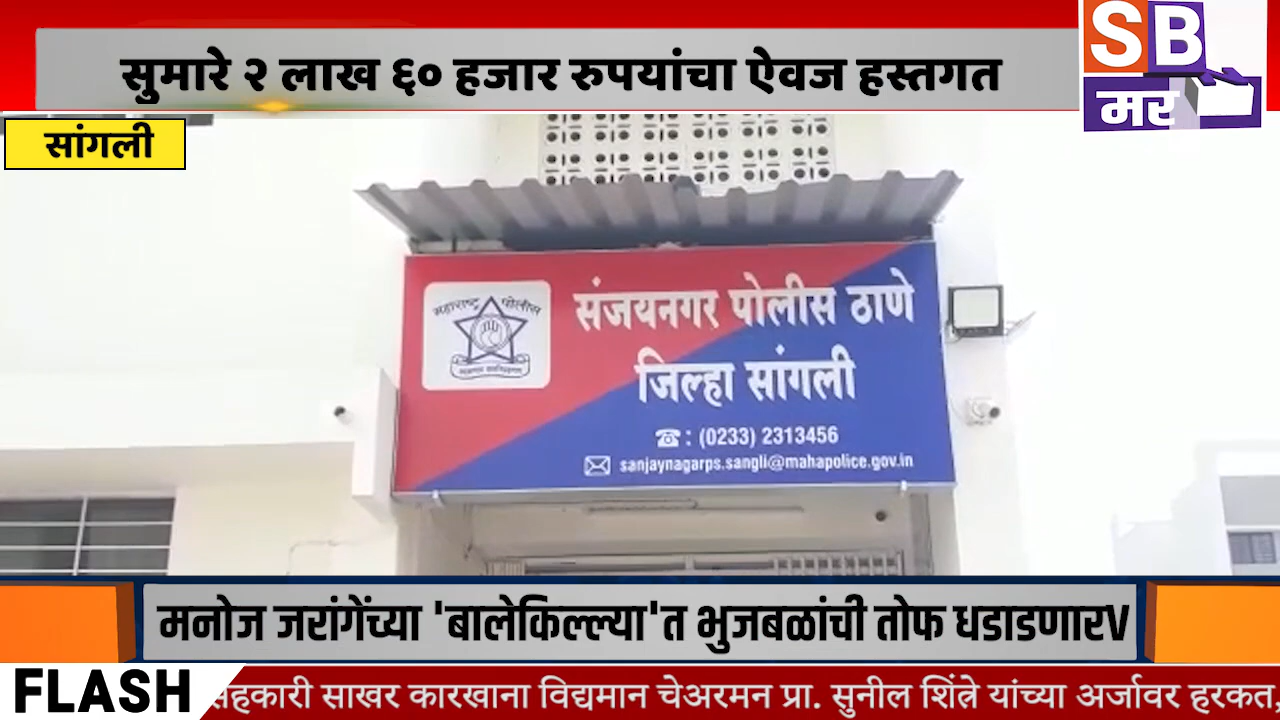 सुमारे २ लाख ६० हजार रुपयांचा ऐवज हस्तगत
SB
मर
सांगली
महाराष्ट्र पोलीस
संजयनगर पोलीस ठाणे
जिल्हा सांगली
: (0233) 2313456
sanjaynagarps.sangli@mahapolice.gov.in
मनोज जरांगेंच्या 'बालेकिल्ल्या'त भुजबळांची तोफ धडाडणारV
FLASH
सहकारी साखर कारखाना विद्यमान चेअरमन प्रा. सुनील शिंत्रे यांच्या अर्जावर हरकत,